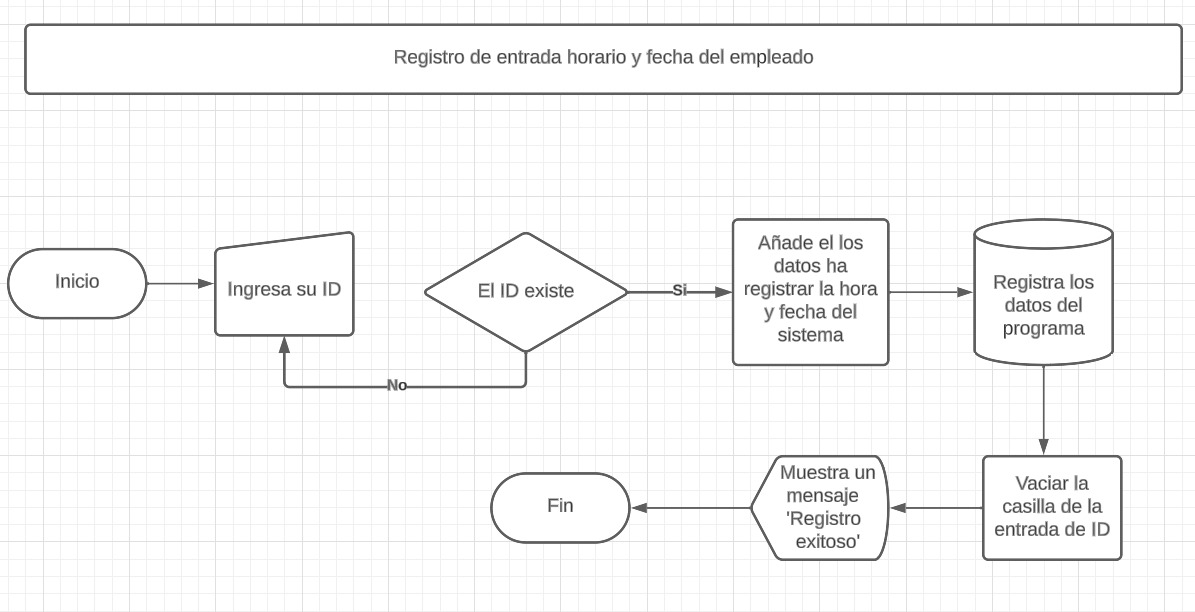 Registro de entrada horario y fecha del empleado
Inicio
Ingresa su ID
El ID existe
Si
No
Añade el los
datos ha
registrar la hora
y fecha del
sistema
Registra los
datos del
programa
Vaciar la
casilla de la
entrada de ID
Muestra un
mensaje
'Registro
exitoso'
Fin